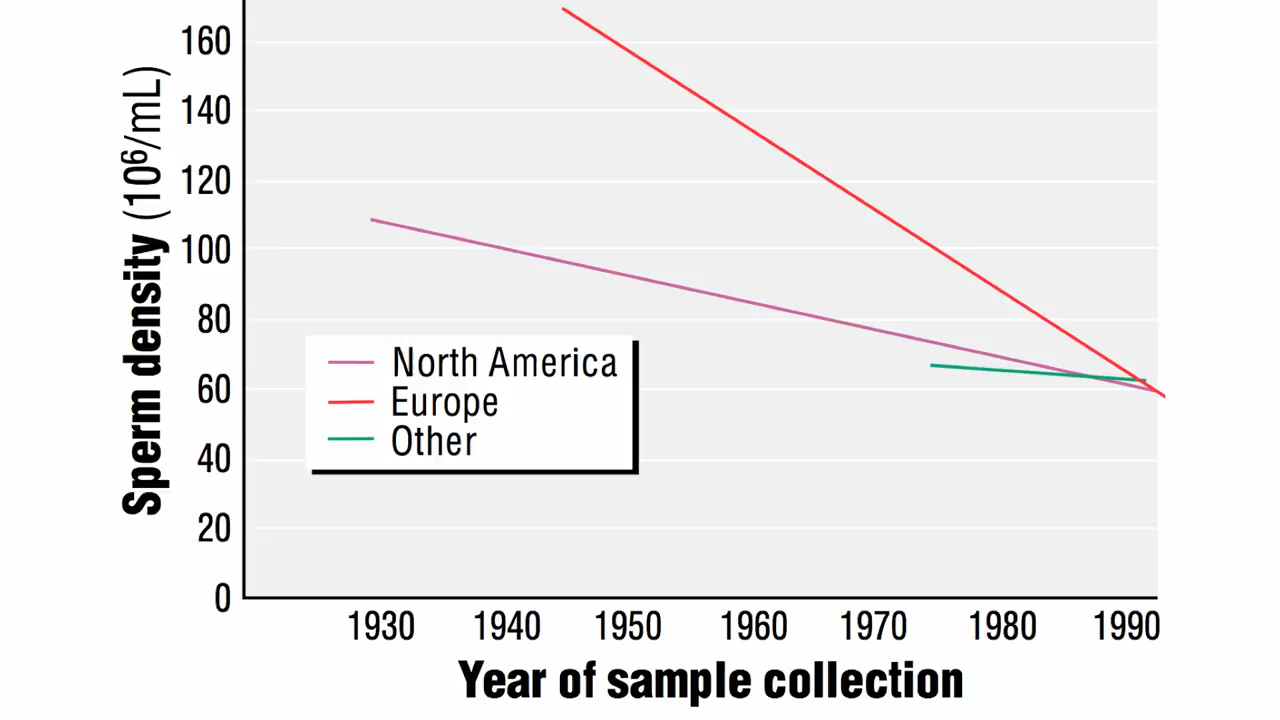 160
140
120
100
80
60
40
20
0
Sperm density (10⁶/mL)
North America
Europe
Other
1930 1940 1950 1960 1970 1980 1990
Year of sample collection